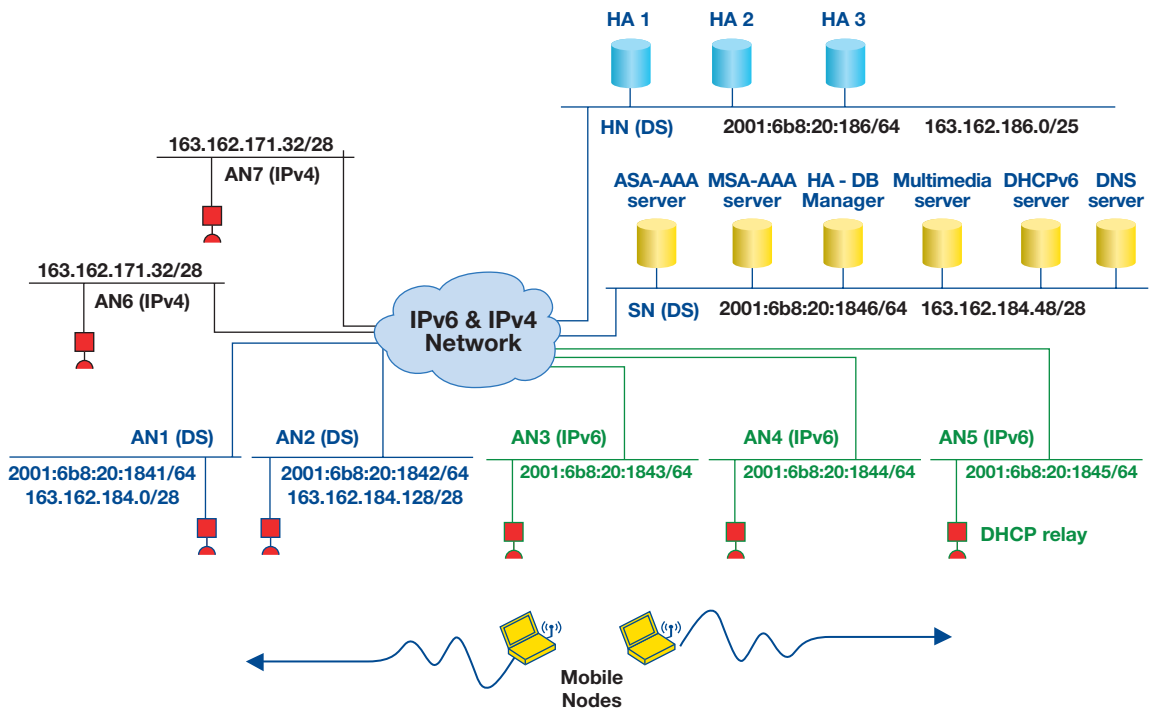 HA 1
HA 2
HA 3
HN (DS)
2001:6b8:20:186/64
163.162.186.0/25
163.162.171.32/28
AN7 (IPv4)
ASA-AAA
server
MSA-AAA
server
HA - DB
Manager
Multimedia
server
DHCPv6
server
DNS
server
163.162.171.32/28
AN6 (IPv4)
SN (DS)
2001:6b8:20:1846/64
163.162.184.48/28
IPv6 & IPv4
Network
AN1 (DS)
2001:6b8:20:1841/64
163.162.184.0/28
AN2 (DS)
2001:6b8:20:1842/64
163.162.184.128/28
AN3 (IPv6)
2001:6b8:20:1843/64
AN4 (IPv6)
2001:6b8:20:1844/64
AN5 (IPv6)
2001:6b8:20:1845/64
DHCP relay
Mobile
Nodes